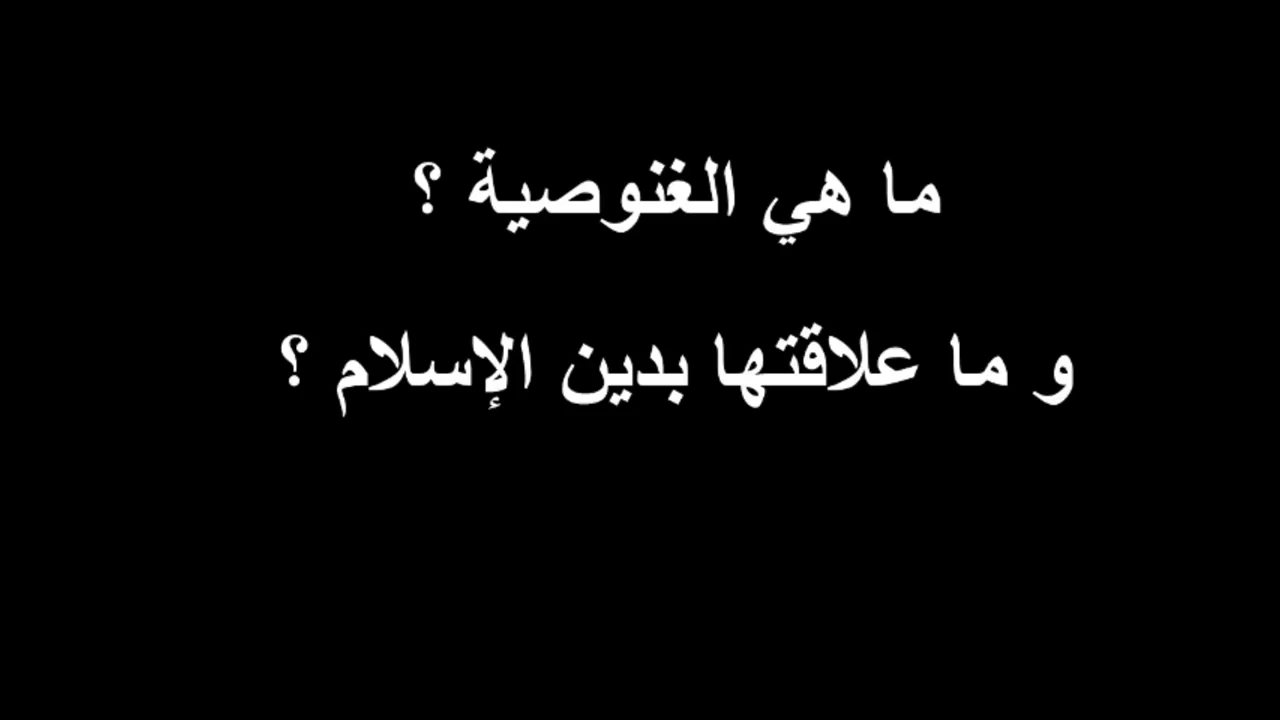 ما هي الغنوصية ؟
و ما علاقتها بدين الإسلام ؟